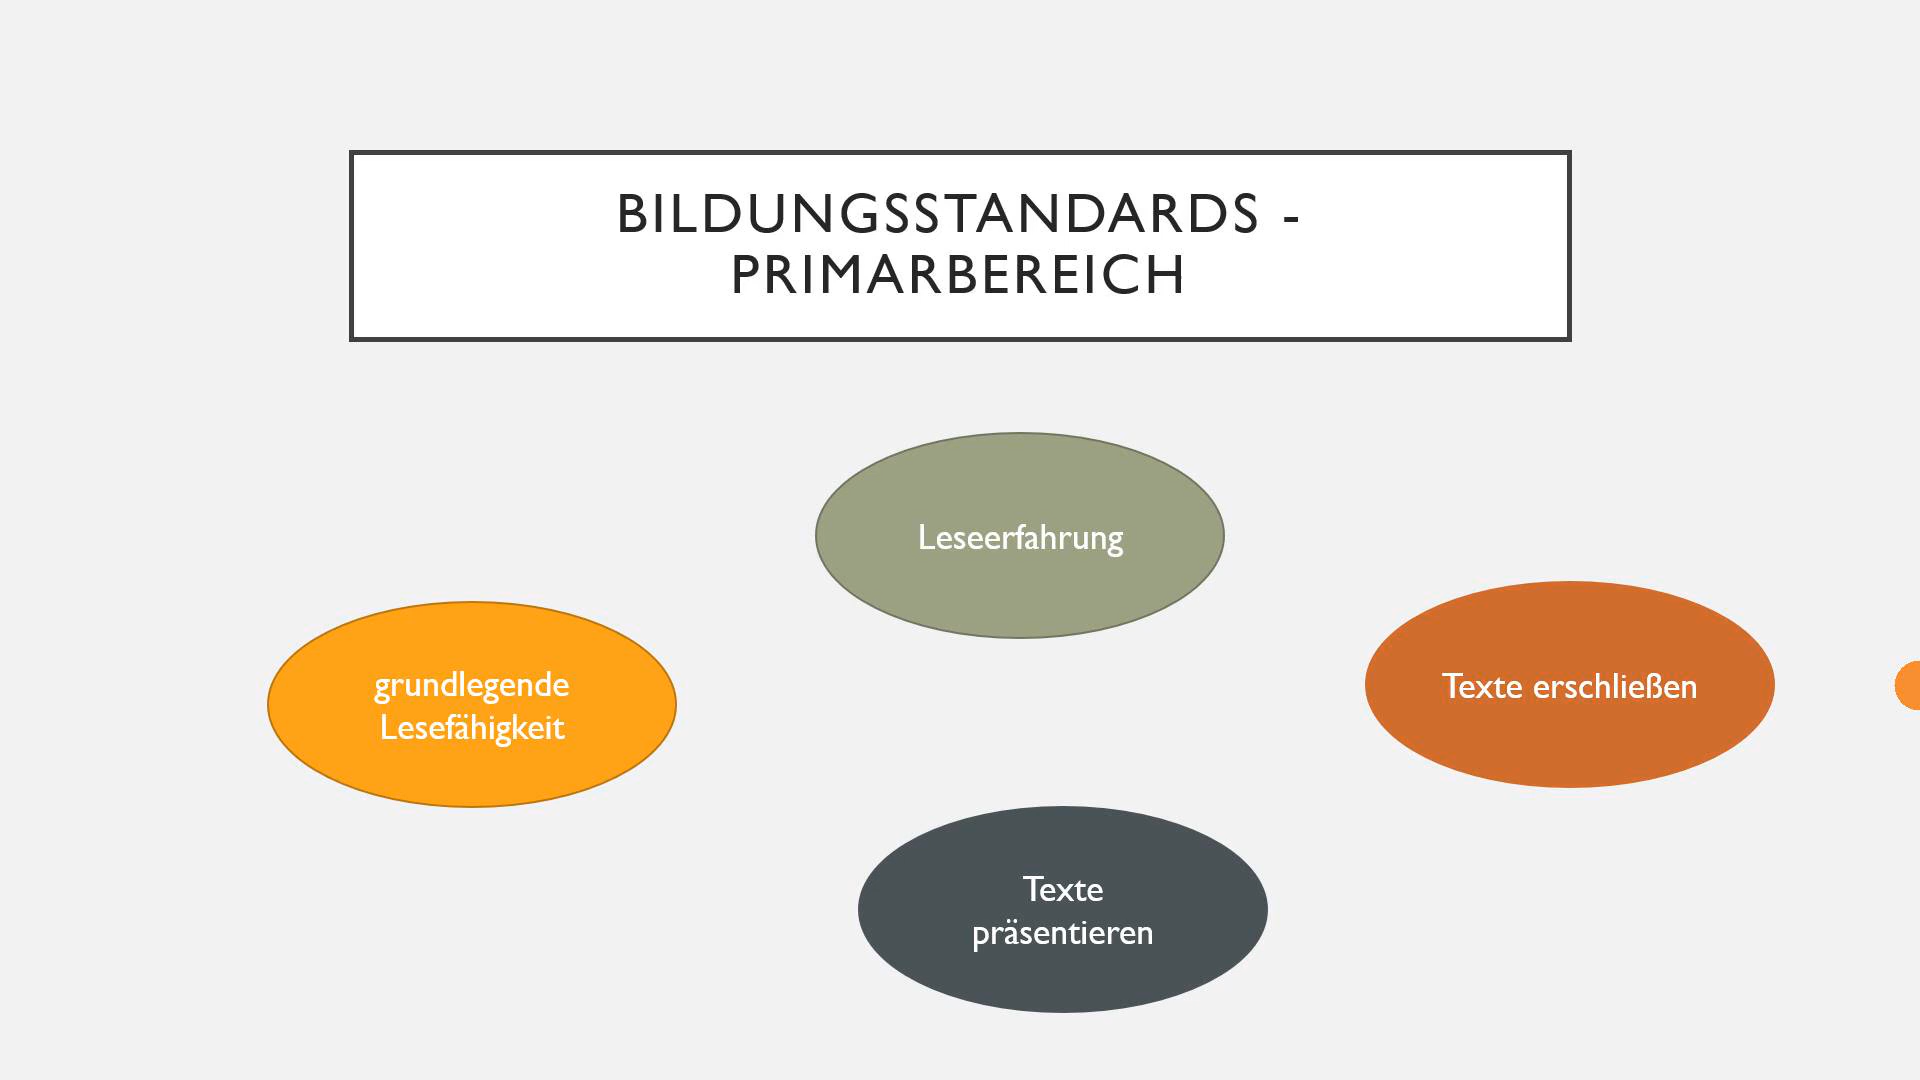 BILDUNGSSTANDARDS -
PRIMARBEREICH
Leseerfahrung
grundlegende
Lesefähigkeit
Texte erschließen
Texte
präsentieren